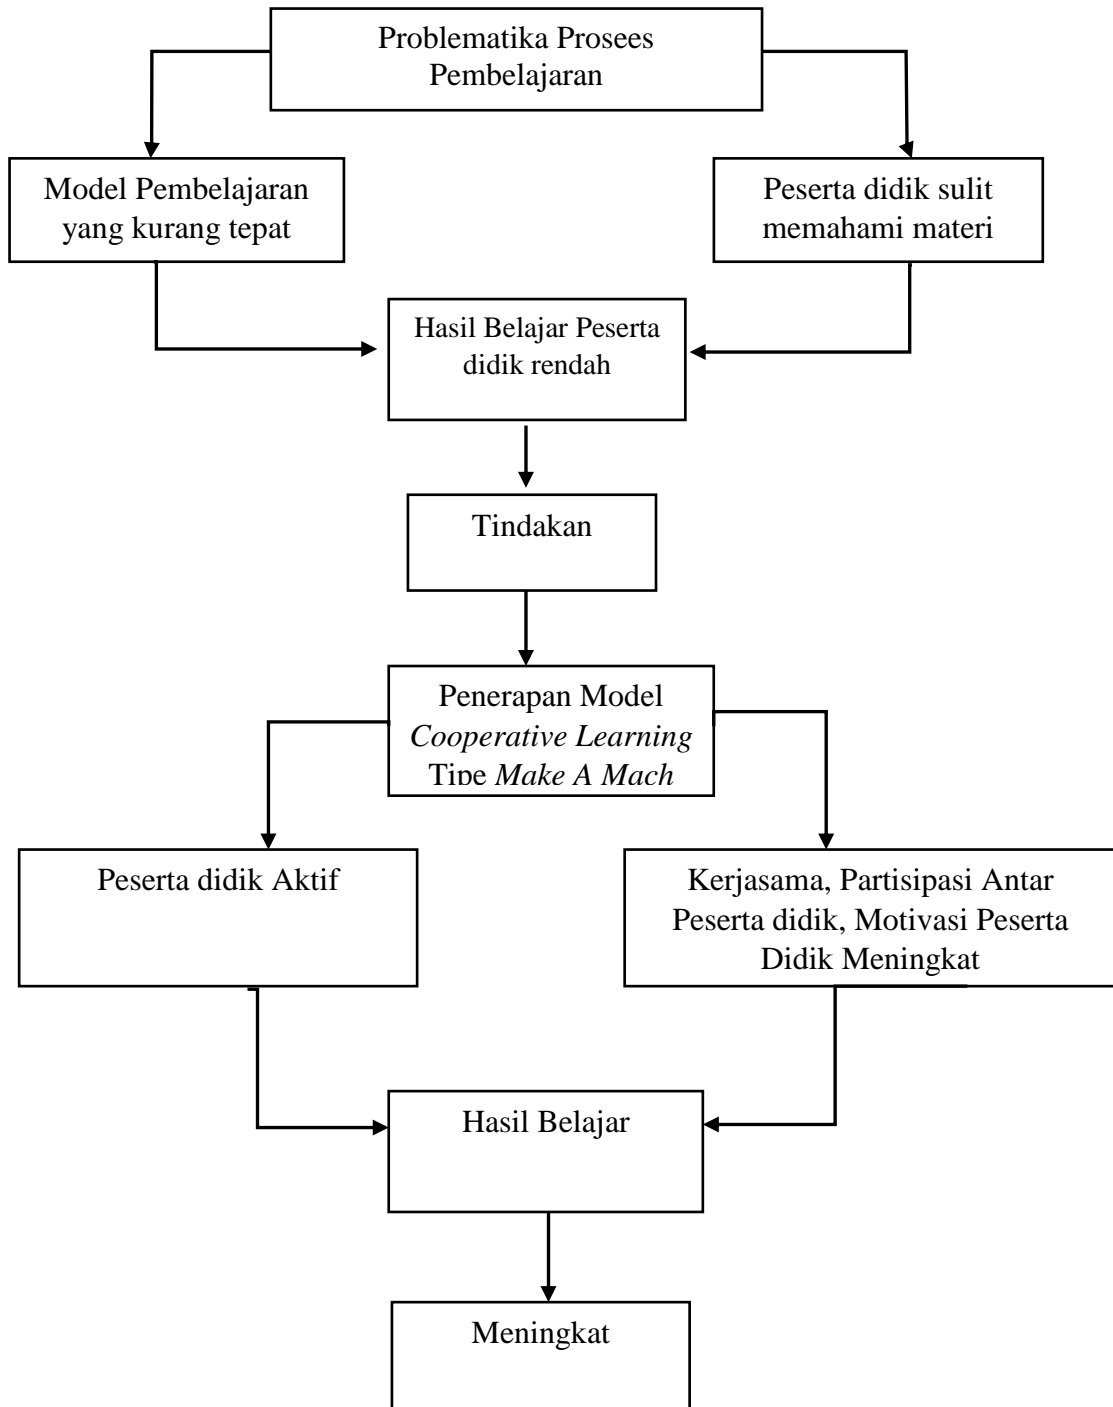 Problematika Prosees
Pembelajaran
Model Pembelajaran
yang kurang tepat
Peserta didik sulit
memahami materi
Hasil Belajar Peserta
didik rendah
Tindakan
Penerapan Model
Cooperative Learning
Tipe Make A Mach
Peserta didik Aktif
Kerjasama, Partisipasi Antar
Peserta didik, Motivasi Peserta
Didik Meningkat
Hasil Belajar
Meningkat